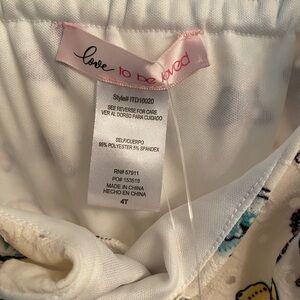 love to be loved
Style# ITD10020
SEE REVERSE FOR CARE
VER AL DORSO PARA CUIDADO
SELF/CUERPO
95% POLYESTER 5% SPANDEX
RN# 57911
PO# 153518
MADE IN CHINA
HECHO EN CHINA
4T